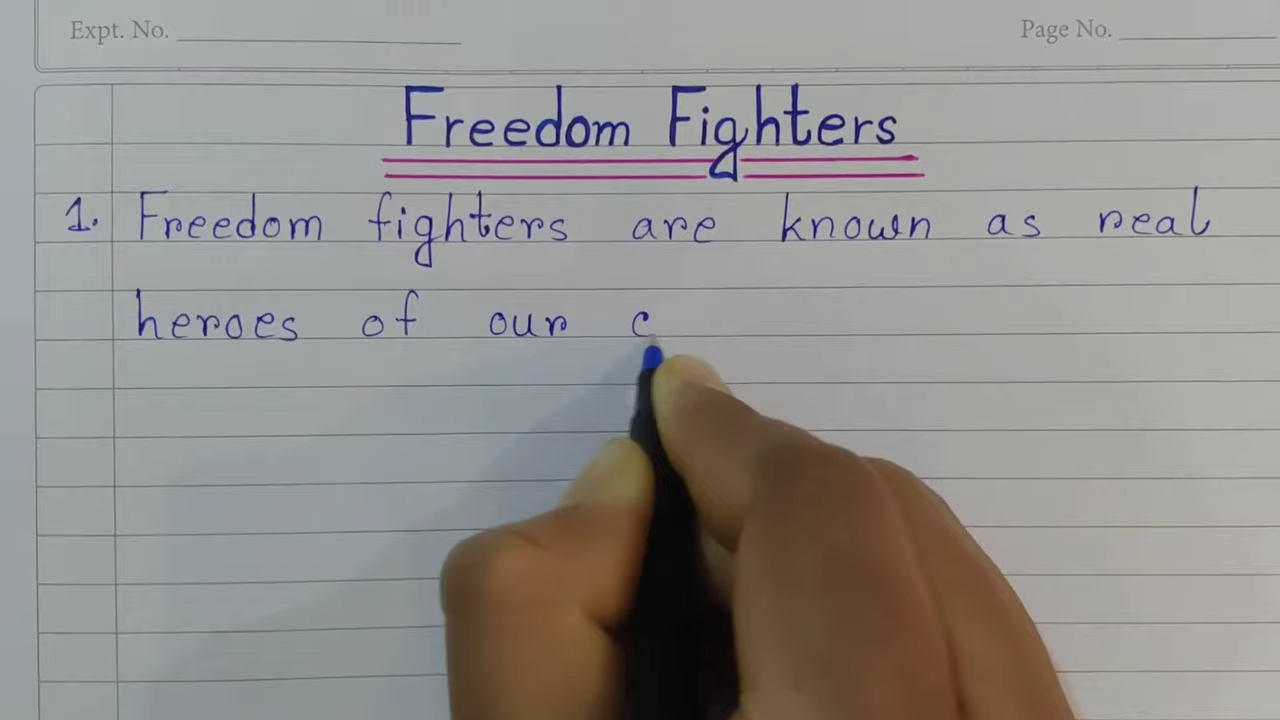 Expt. No.
Page No.
Freedom Fighters
1. Freedom fighters are known as real
heroes of our c